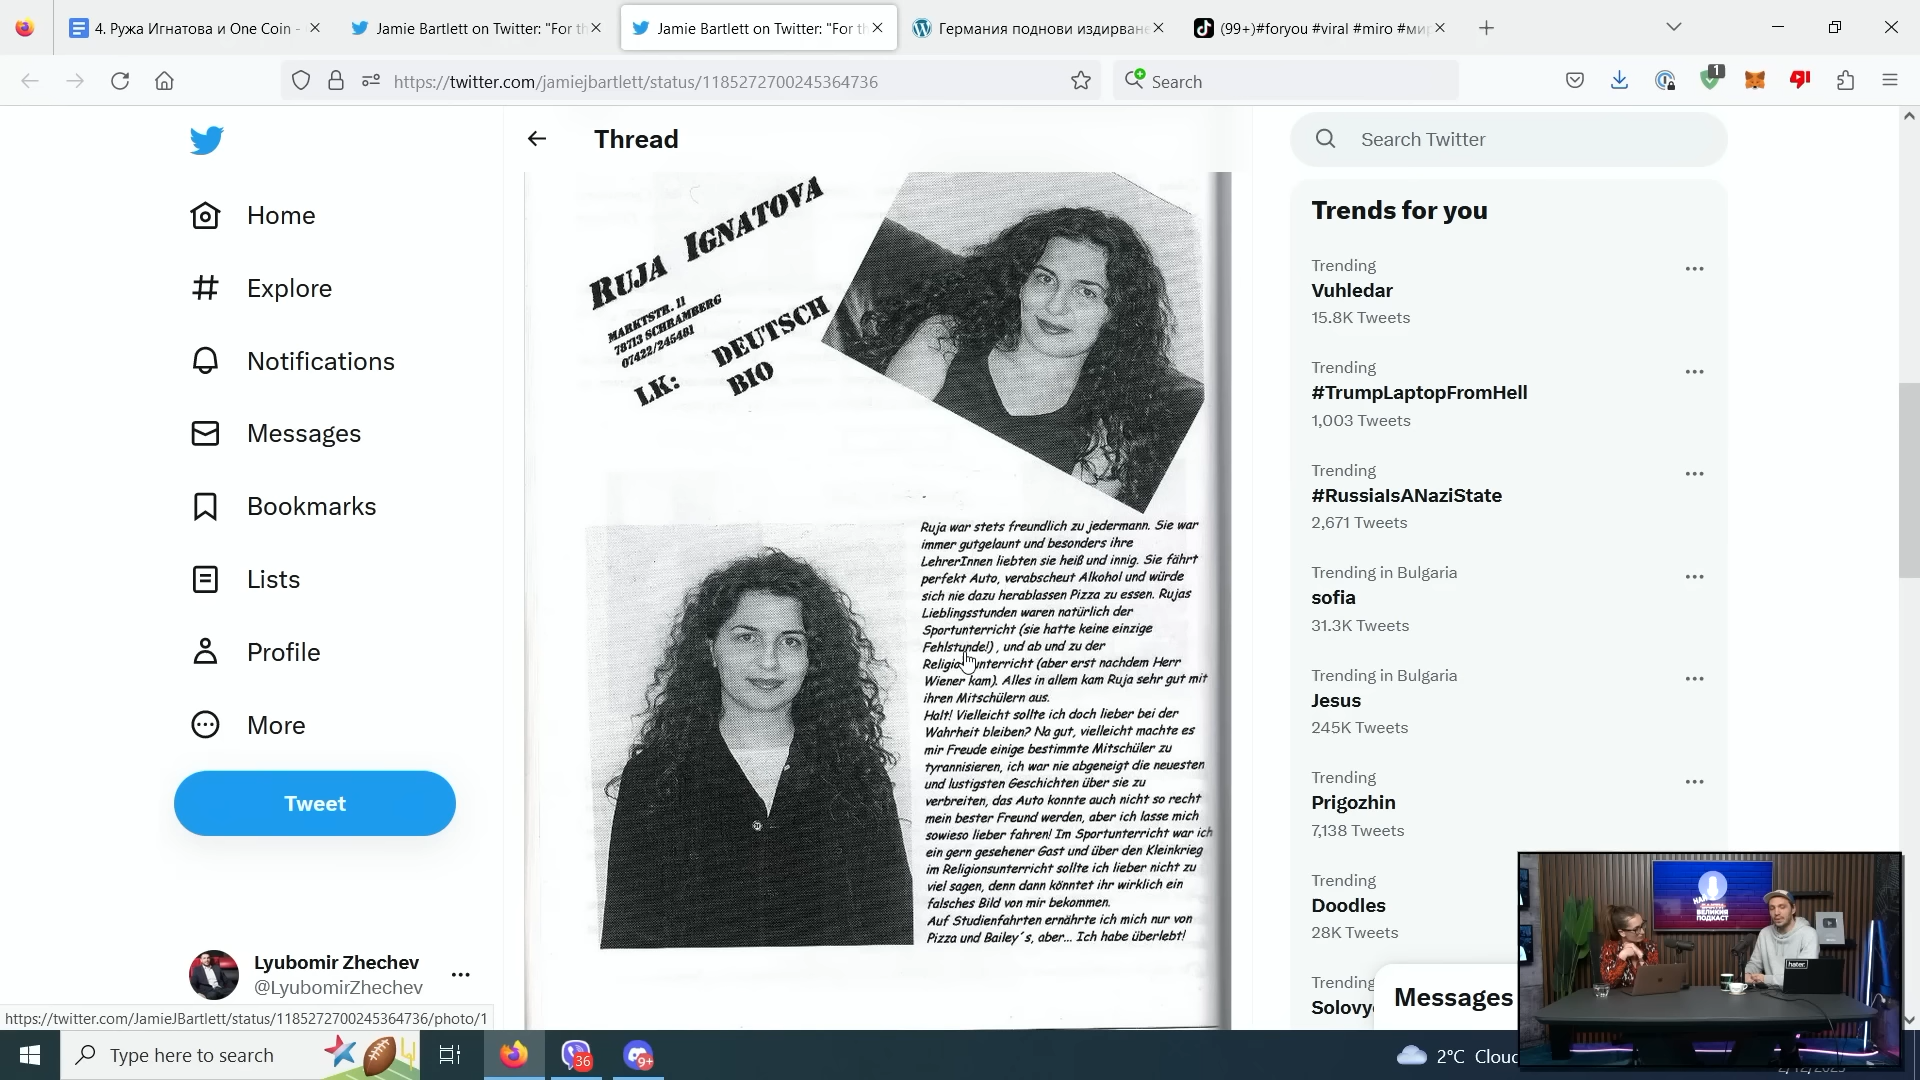 4. Ружа Игнатова и One Coin -
Jamie Bartlett on Twitter: "For th
Jamie Bartlett on Twitter: "For th
Германия поднови издирване
(99+)#foryou #viral #miro #мир
https://twitter.com/jamiejbartlett/status/1185272700245364736
Search
1
Home
Explore
Notifications
Messages
Bookmarks
Lists
Profile
More
Tweet
Lyubomir Zhechev
@LyubomirZhechev
https://twitter.com/JamieJBartlett/status/1185272700245364736/photo/1
Thread
RUJA IGNATOVA
MARKTSTR. 11
78713 SCHRAMBERG
07422/245481
LK: DEUTSCH
BIO
Ruja war stets freundlich zu jedermann. Sie war
immer gutgelaunt und besonders ihre
LehrerInnen liebten sie heiß und innig. Sie fährt
perfekt Auto, verabscheut Alkohol und würde
sich nie dazu herablassen Pizza zu essen. Rujas
Lieblingsstunden waren natürlich der
Sportunterricht (sie hatte keine einzige
Fehlstunde!) , und ab und zu der
Religionsunterricht (aber erst nachdem Herr
Wiener kam). Alles in allem kam Ruja sehr gut mit
ihren Mitschülern aus.
Halt! Vielleicht sollte ich doch lieber bei der
Wahrheit bleiben? Na gut, vielleicht machte es
mir Freude einige bestimmte Mitschüler zu
tyrannisieren, ich war nie abgeneigt die neuesten
und lustigsten Geschichten über sie zu
verbreiten, das Auto konnte auch nicht so recht
mein bester Freund werden, aber ich lasse mich
sowieso lieber fahren! Im Sportunterricht war ich
ein gern gesehener Gast und über den Kleinkrieg
im Religionsunterricht sollte ich lieber nicht zu
viel sagen, denn dann könntet ihr wirklich ein
falsches Bild von mir bekommen.
Auf Studienfahrten ernährte ich mich nur von
Pizza und Bailey´s, aber... Ich habe überlebt!
Search Twitter
Trends for you
Trending
Vuhledar
15.8K Tweets
Trending
#TrumpLaptopFromHell
1,003 Tweets
Trending
#RussiaIsANaziState
2,671 Tweets
Trending in Bulgaria
sofia
31.3K Tweets
Trending in Bulgaria
Jesus
245K Tweets
Trending
Prigozhin
7,138 Tweets
Trending
Doodles
28K Tweets
Trending
Solovy
Messages
ВЕЛИКИЯ
ПОДКАСТ
hater.
Type here to search
36
9+
2°C Cloud